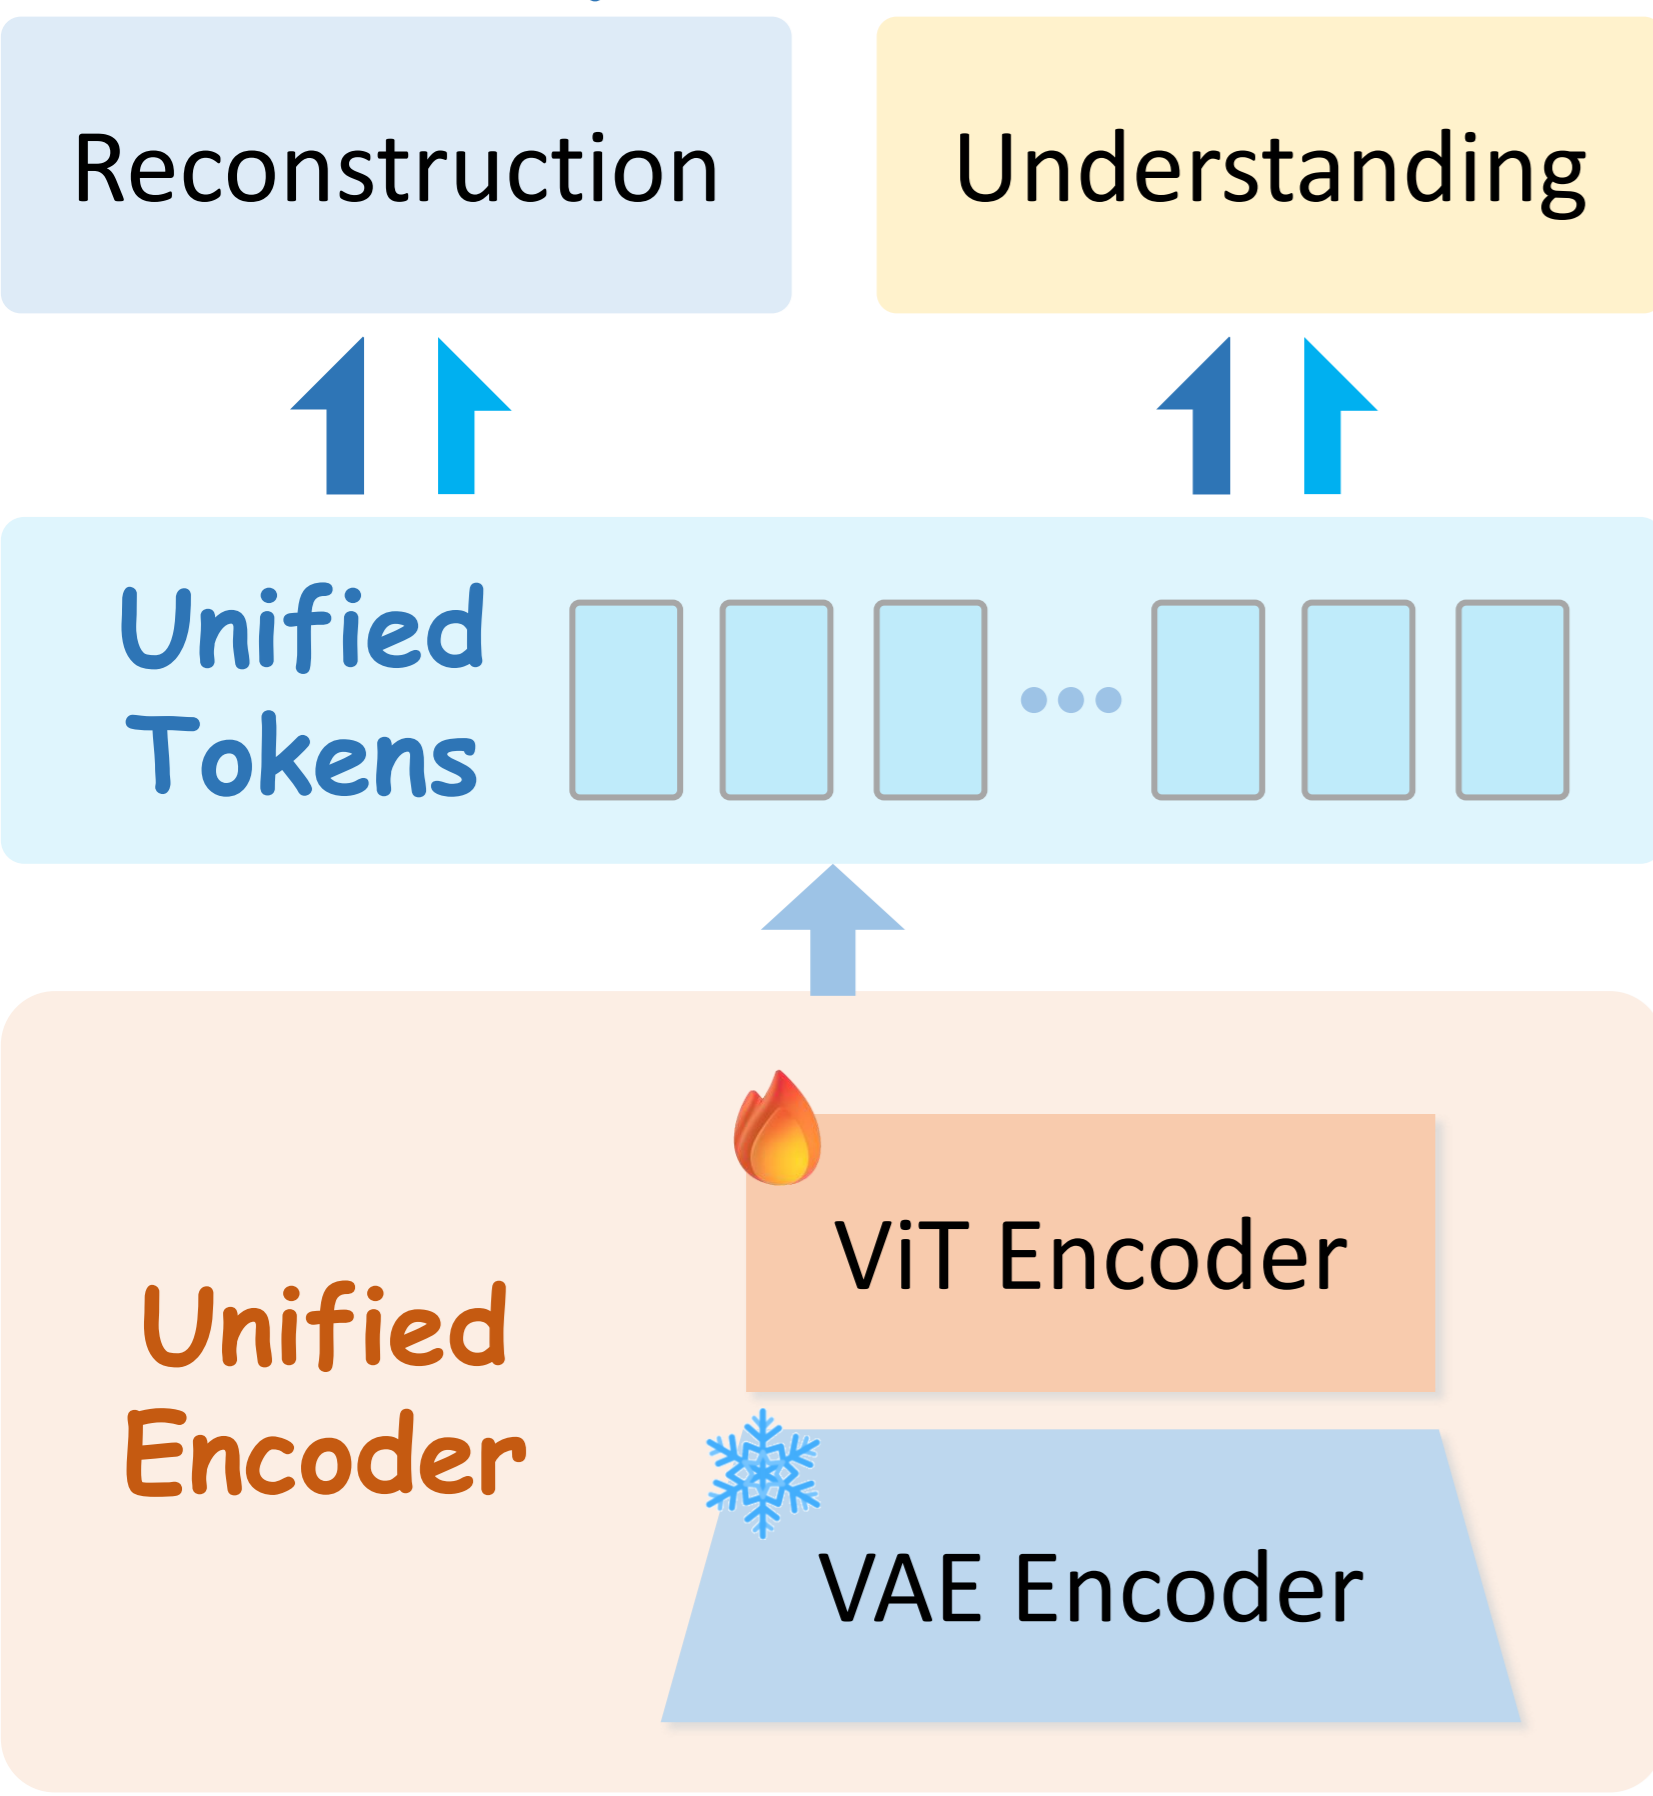 Reconstruction
Understanding
Unified
Tokens
ViT Encoder
Unified
Encoder
VAE Encoder